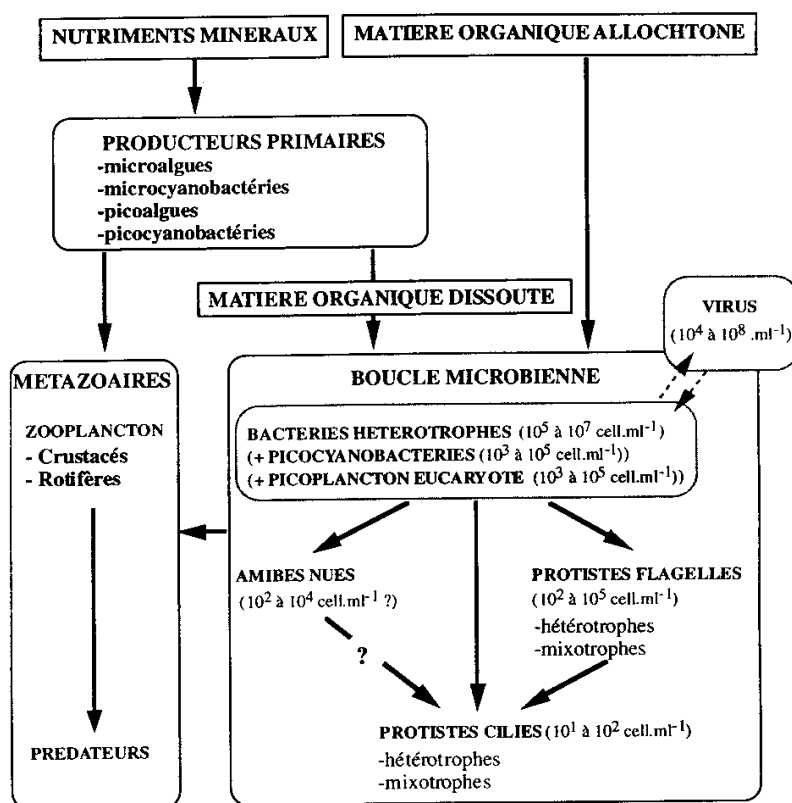 NUTRIMENTS MINERAUX
MATIERE ORGANIQUE ALLOCHTONE
PRODUCTEURS PRIMAIRES
-microalgues
-microcyanobactéries
-picoalgues
-picocyanobactéries
MATIERE ORGANIQUE DISSOUTE
VIRUS
(10⁴ à 10⁸ .ml⁻¹)
METAZOAIRES
ZOOPLANCTON
- Crustacés
- Rotifères
PREDATEURS
BOUCLE MICROBIENNE
BACTERIES HETEROTROPHES (10⁵ à 10⁷ cell.ml⁻¹)
(+ PICOCYANOBACTERIES (10³ à 10⁵ cell.ml⁻¹))
(+ PICOPLANCTON EUCARYOTE (10³ à 10⁵ cell.ml⁻¹))
AMIBES NUES
(10² à 10⁴ cell.ml⁻¹ ?)
?
PROTISTES FLAGELLES
(10² à 10⁵ cell.ml⁻¹)
-hétérotrophes
-mixotrophes
PROTISTES CILIES (10¹ à 10² cell.ml⁻¹)
-hétérotrophes
-mixotrophes